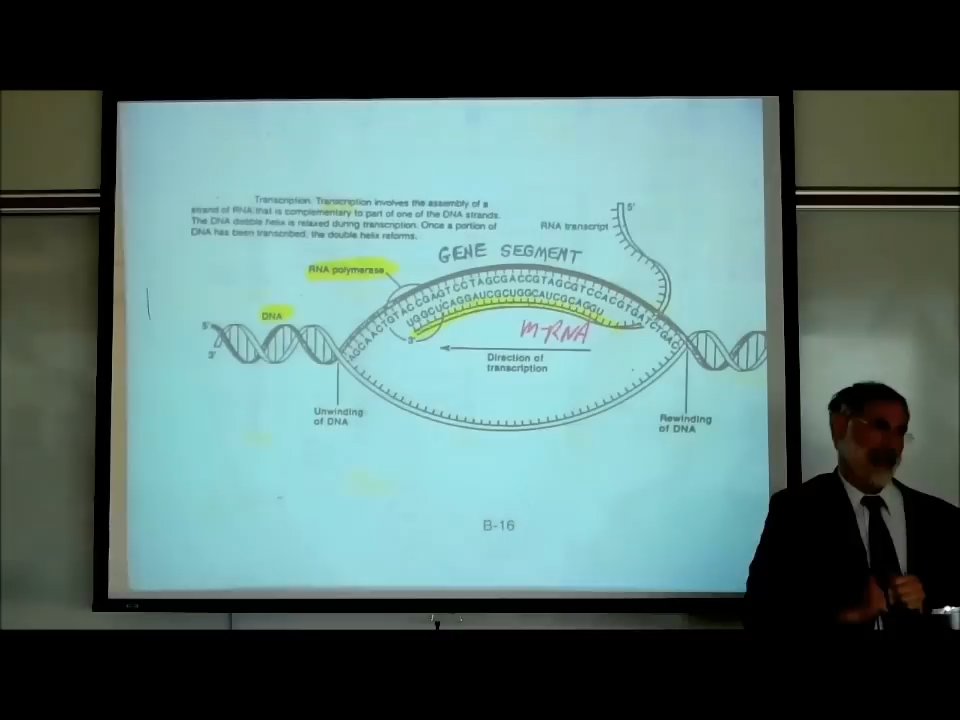 Transcription. Transcription involves the assembly of a
strand of RNA that is complementary to part of one of the DNA strands.
The DNA double helix is relaxed during transcription. Once a portion of
DNA has been transcribed, the double helix reforms.
5'
RNA transcript
GENE SEGMENT
RNA polymerase
DNA
5'
3'
3'
mRNA
Direction of
transcription
Unwinding
of DNA
Rewinding
of DNA
B-16